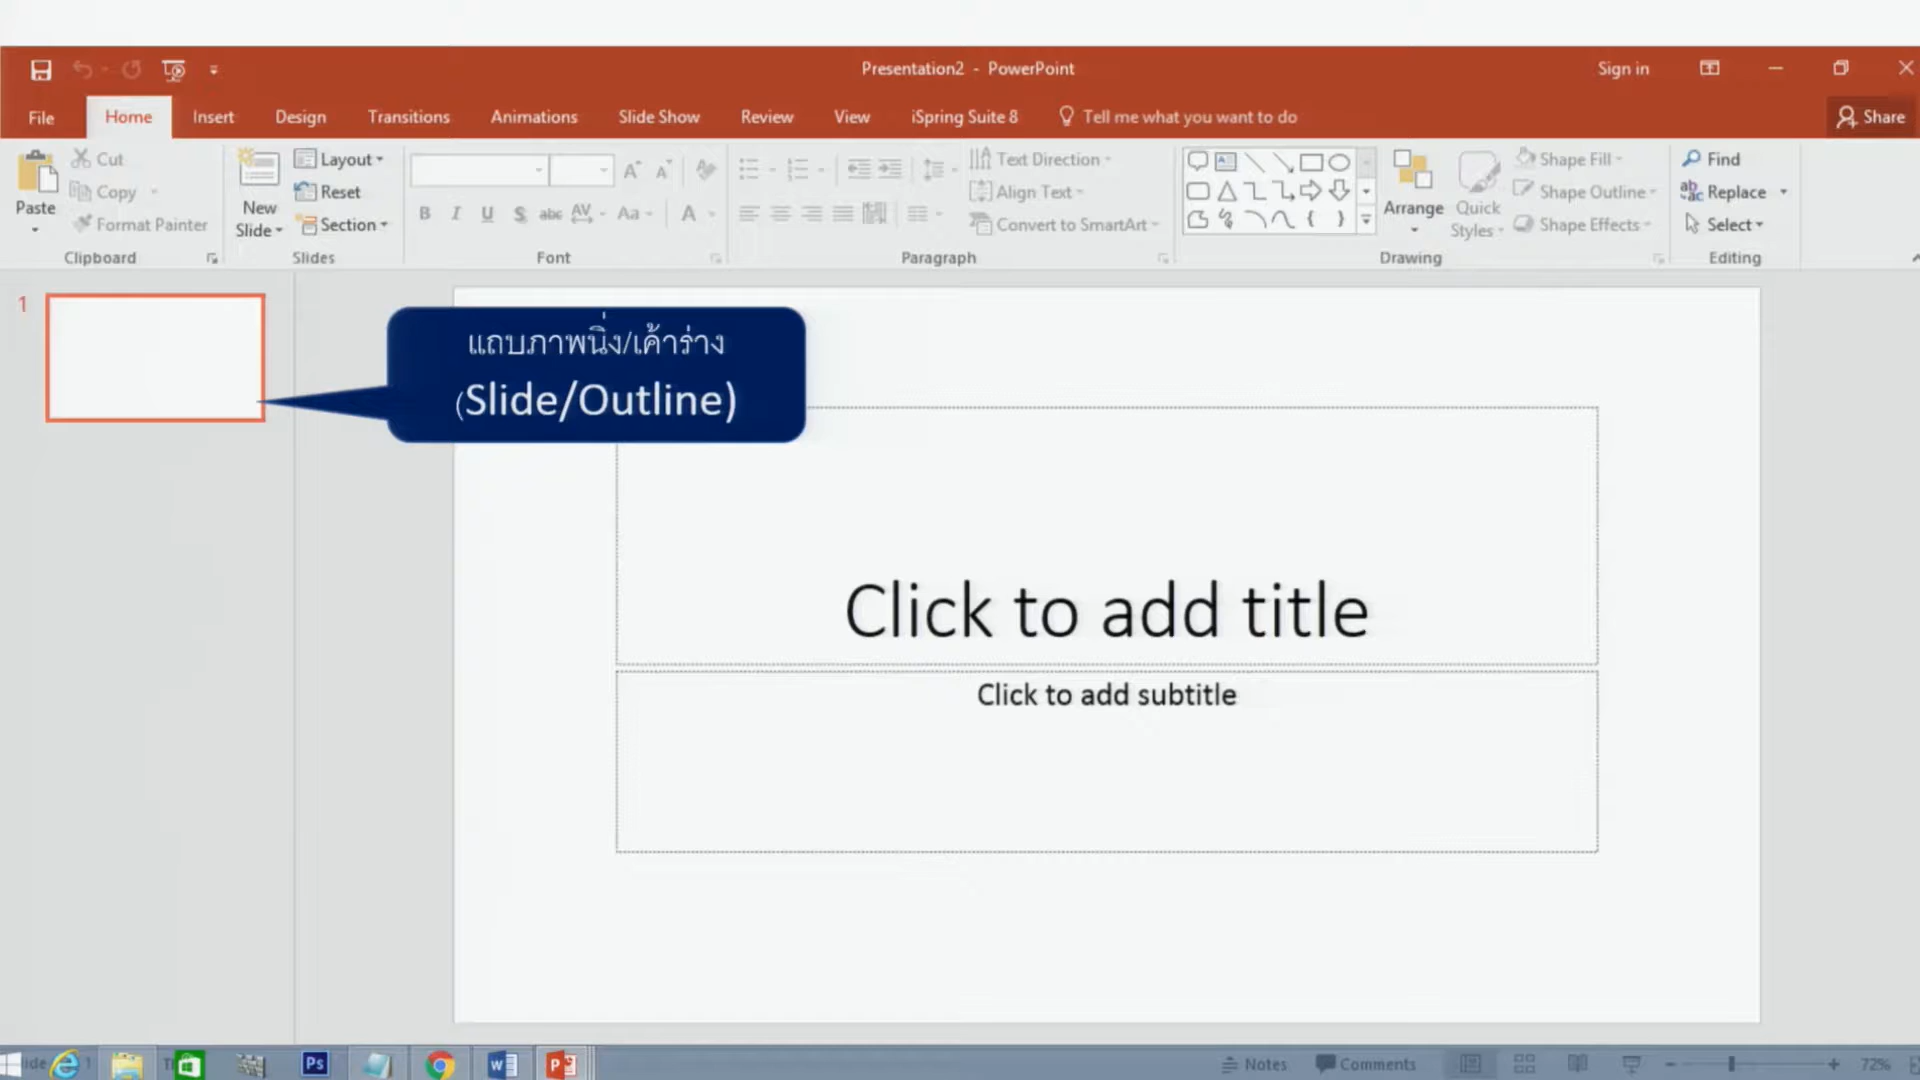 Presentation2 - PowerPoint
Sign in
File Home Insert Design Transitions Animations Slide Show Review View iSpring Suite 8 Tell me what you want to do Share
Paste
Cut
Copy
Format Painter
Clipboard
New
Slide
Layout
Reset
Section
Slides
B I U S abc AV Aa A
Font
Text Direction
Align Text
Convert to SmartArt
Paragraph
Arrange
Quick
Styles
Shape Fill
Shape Outline
Shape Effects
Drawing
Find
Replace
Select
Editing
1
แถบภาพนิ่ง/เค้าร่าง
(Slide/Outline)
Click to add title
Click to add subtitle
Ps
Notes Comments 72%